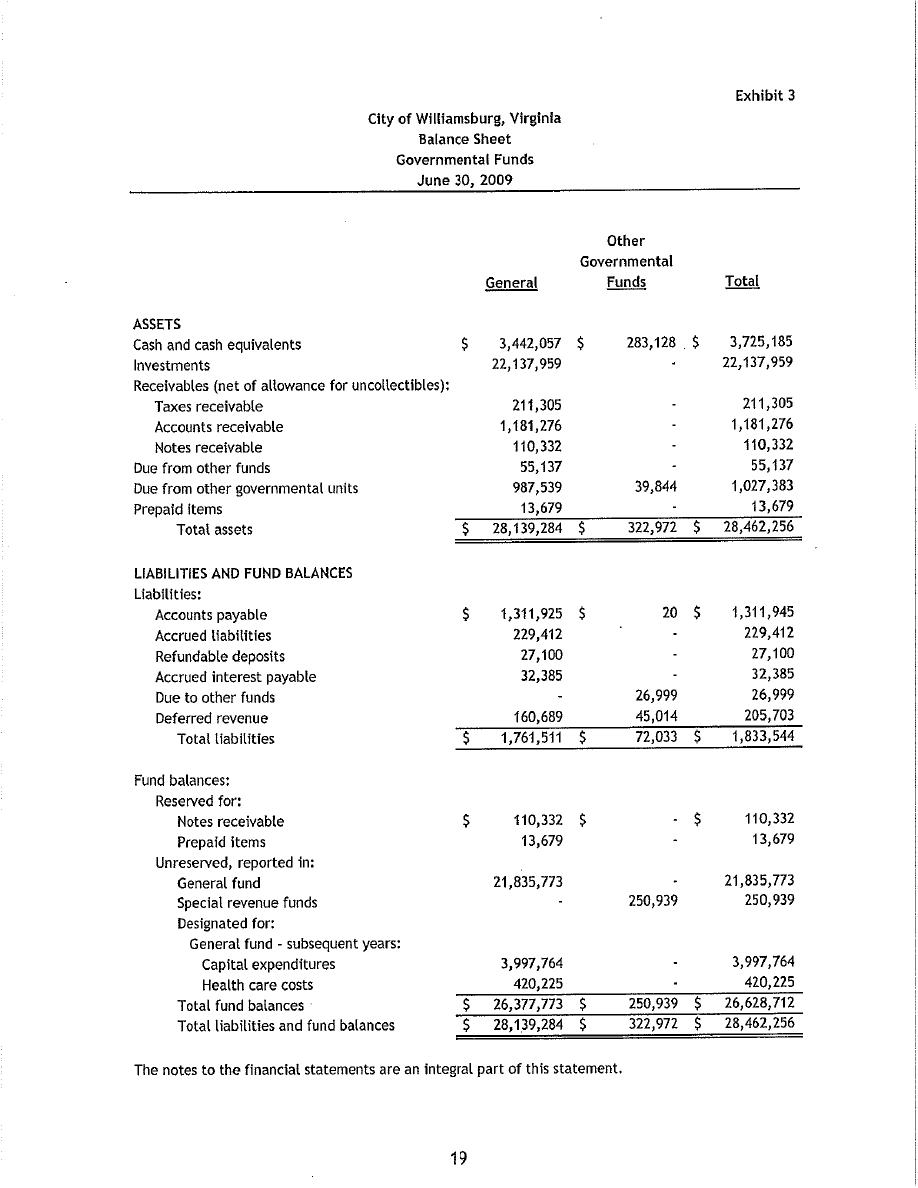 Exhibit 3
City of Williamsburg, Virginia
Balance Sheet
Governmental Funds
June 30, 2009
Other
Governmental
General Funds Total
ASSETS
Cash and cash equivalents $ 3,442,057 $ 283,128 $ 3,725,185
Investments 22,137,959 - 22,137,959
Receivables (net of allowance for uncollectibles):
Taxes receivable 211,305 - 211,305
Accounts receivable 1,181,276 - 1,181,276
Notes receivable 110,332 - 110,332
Due from other funds 55,137 - 55,137
Due from other governmental units 987,539 39,844 1,027,383
Prepaid items 13,679 - 13,679
Total assets $ 28,139,284 $ 322,972 $ 28,462,256
LIABILITIES AND FUND BALANCES
Liabilities:
Accounts payable $ 1,311,925 $ 20 $ 1,311,945
Accrued liabilities 229,412 - 229,412
Refundable deposits 27,100 - 27,100
Accrued interest payable 32,385 - 32,385
Due to other funds - 26,999 26,999
Deferred revenue 160,689 45,014 205,703
Total liabilities $ 1,761,511 $ 72,033 $ 1,833,544
Fund balances:
Reserved for:
Notes receivable $ 110,332 $ - $ 110,332
Prepaid items 13,679 - 13,679
Unreserved, reported in:
General fund 21,835,773 - 21,835,773
Special revenue funds - 250,939 250,939
Designated for:
General fund - subsequent years:
Capital expenditures 3,997,764 - 3,997,764
Health care costs 420,225 - 420,225
Total fund balances $ 26,377,773 $ 250,939 $ 26,628,712
Total liabilities and fund balances $ 28,139,284 $ 322,972 $ 28,462,256
The notes to the financial statements are an integral part of this statement.
19